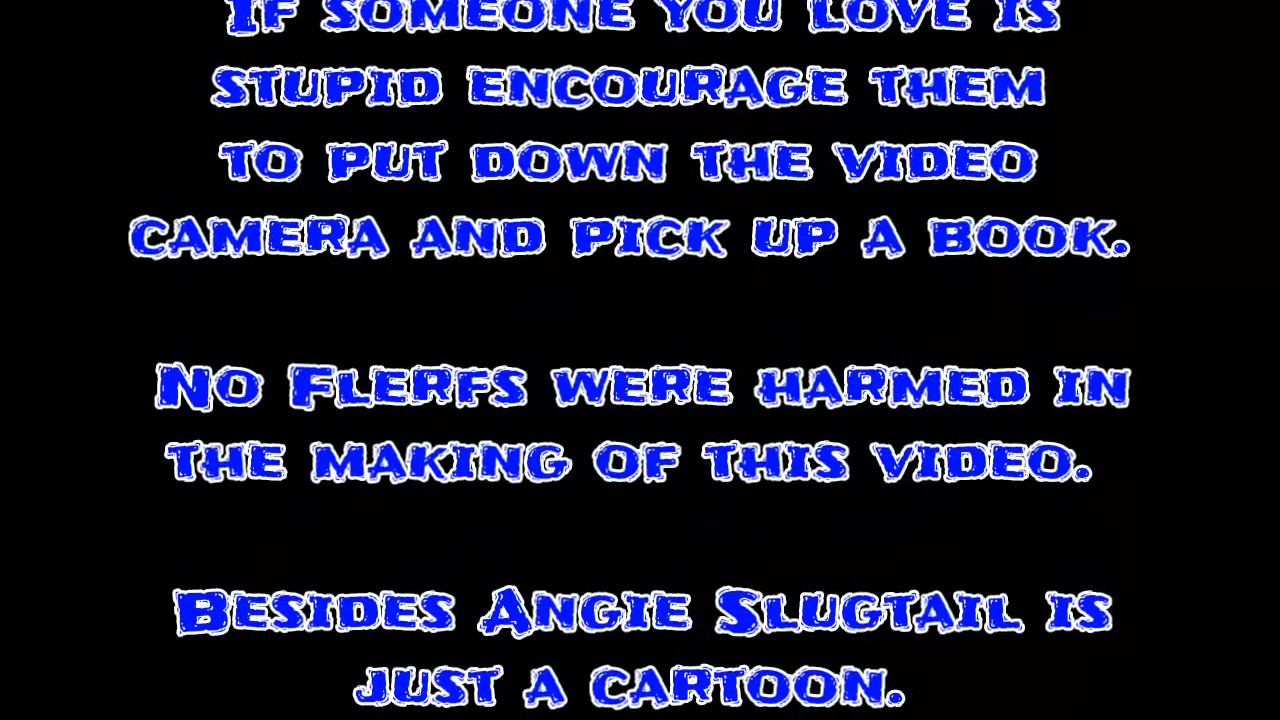 If someone you love is
stupid encourage them
to put down the video
camera and pick up a book.
No Flerfs were harmed in
the making of this video.
Besides Angie Slugtail is
just a cartoon.